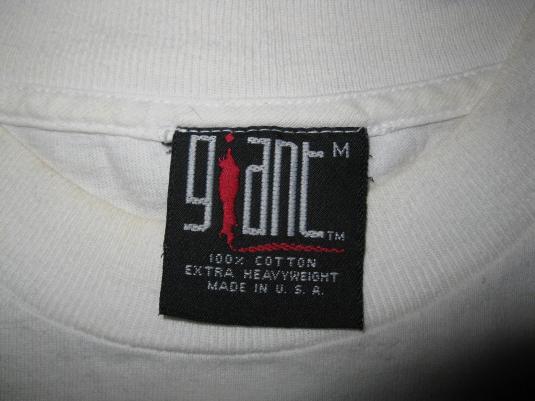 giant M
TM
100% COTTON
EXTRA HEAVYWEIGHT
MADE IN U.S.A.